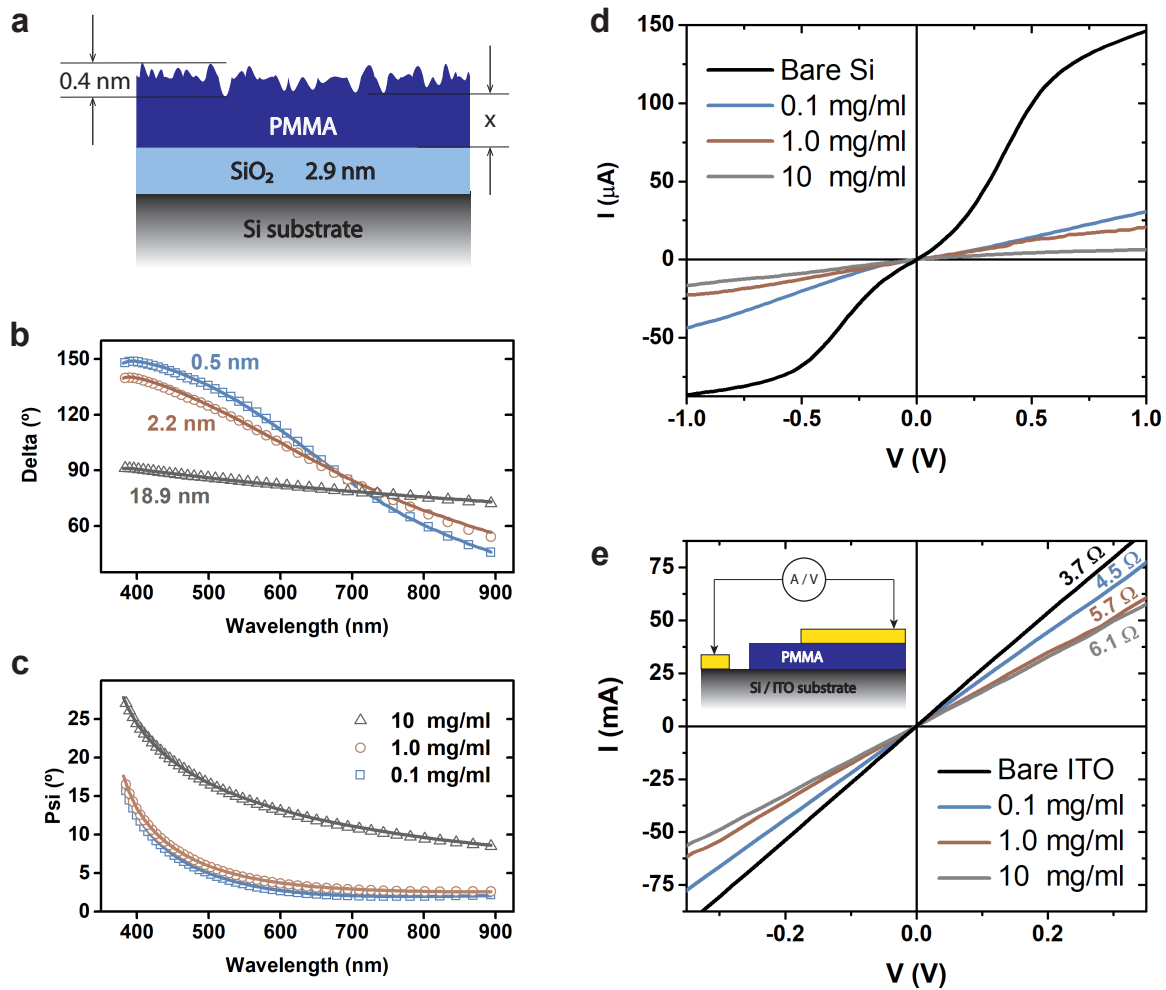 a
0.4 nm
x
PMMA
SiO₂ 2.9 nm
Si substrate
b
150
120
90
60
Delta (º)
0.5 nm
2.2 nm
18.9 nm
400 500 600 700 800 900
Wavelength (nm)
c
25
20
15
10
5
0
Psi (º)
10 mg/ml
1.0 mg/ml
0.1 mg/ml
400 500 600 700 800 900
Wavelength (nm)
d
150
100
50
0
-50
I (µA)
Bare Si
0.1 mg/ml
1.0 mg/ml
10 mg/ml
-1.0 -0.5 0.0 0.5 1.0
V (V)
e
75
50
25
0
-25
-50
-75
I (mA)
A / V
PMMA
Si / ITO substrate
3.7 Ω
4.5 Ω
5.7 Ω
6.1 Ω
Bare ITO
0.1 mg/ml
1.0 mg/ml
10 mg/ml
-0.2 0.0 0.2
V (V)